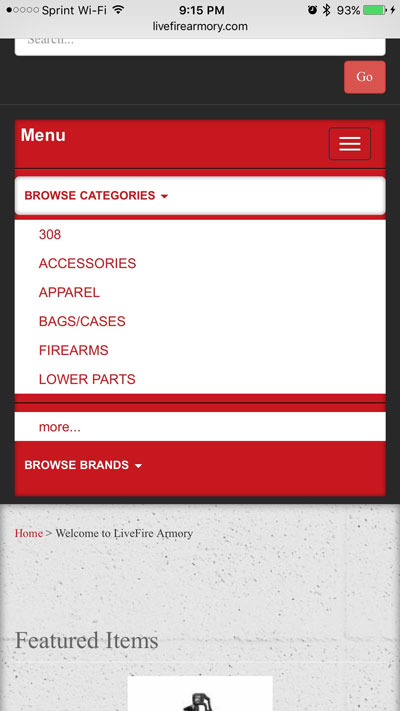 Sprint Wi-Fi 9:15 PM 93%
livefirearmory.com
Search...
Go
Menu
BROWSE CATEGORIES
308
ACCESSORIES
APPAREL
BAGS/CASES
FIREARMS
LOWER PARTS
more...
BROWSE BRANDS
Home > Welcome to LiveFire Armory
Featured Items